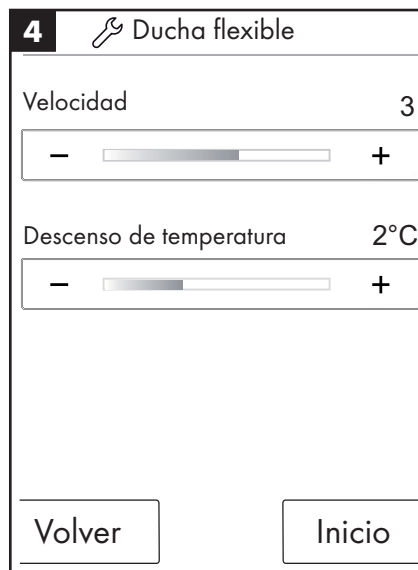 4 Ducha flexible
Velocidad 3
− +
Descenso de temperatura 2°C
− +
Volver Inicio